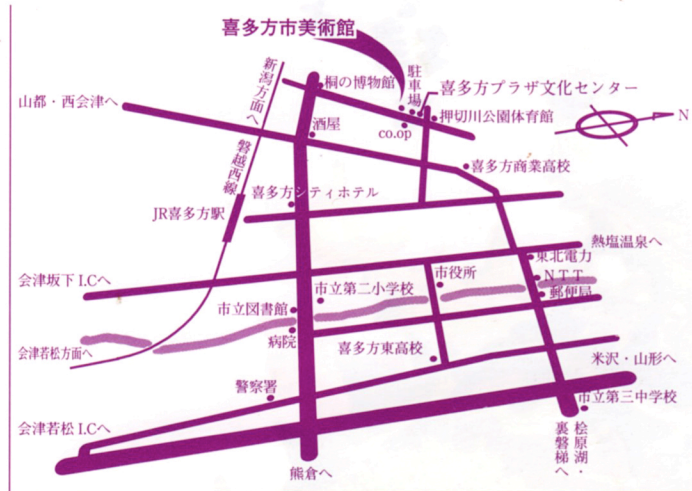 喜多方市美術館
新潟方面へ
桐の博物館
駐車場
喜多方プラザ文化センター
山都・西会津へ
酒屋
co.op
押切川公園体育館
N
磐越西線
喜多方商業高校
喜多方シティホテル
JR喜多方駅
熱塩温泉へ
東北電力
会津坂下I.Cへ
市役所
NTT
市立第二小学校
郵便局
市立図書館
病院
会津若松方面へ
喜多方東高校
米沢・山形へ
警察署
市立第三中学校
会津若松I.Cへ
桧原湖・
裏磐梯へ
熊倉へ